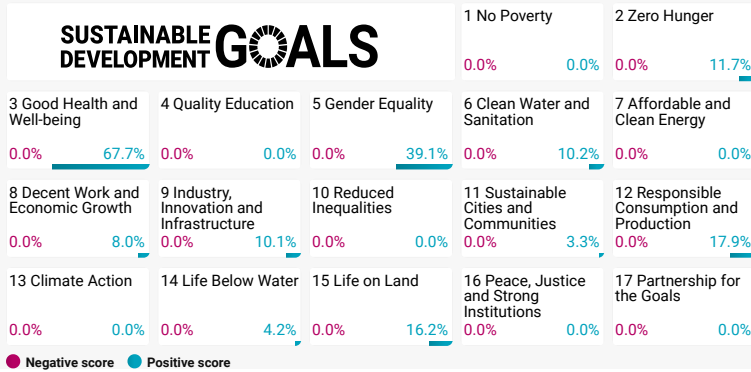 SUSTAINABLE
DEVELOPMENT
GOALS
1 No Poverty
0.0% 0.0%
2 Zero Hunger
0.0% 11.7%
3 Good Health and
Well-being
0.0% 67.7%
4 Quality Education
0.0% 0.0%
5 Gender Equality
0.0% 39.1%
6 Clean Water and
Sanitation
0.0% 10.2%
7 Affordable and
Clean Energy
0.0% 0.0%
8 Decent Work and
Economic Growth
0.0% 8.0%
9 Industry,
Innovation and
Infrastructure
0.0% 10.1%
10 Reduced
Inequalities
0.0% 0.0%
11 Sustainable
Cities and
Communities
0.0% 3.3%
12 Responsible
Consumption and
Production
0.0% 17.9%
13 Climate Action
0.0% 0.0%
14 Life Below Water
0.0% 4.2%
15 Life on Land
0.0% 16.2%
16 Peace, Justice
and Strong
Institutions
0.0% 0.0%
17 Partnership for
the Goals
0.0% 0.0%
Negative score Positive score